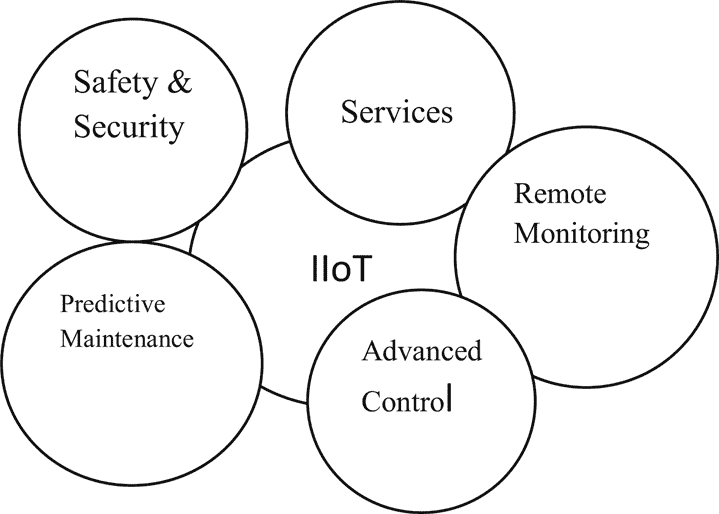 Safety &
Security
Services
Remote
Monitoring
IIoT
Predictive
Maintenance
Advanced
Control